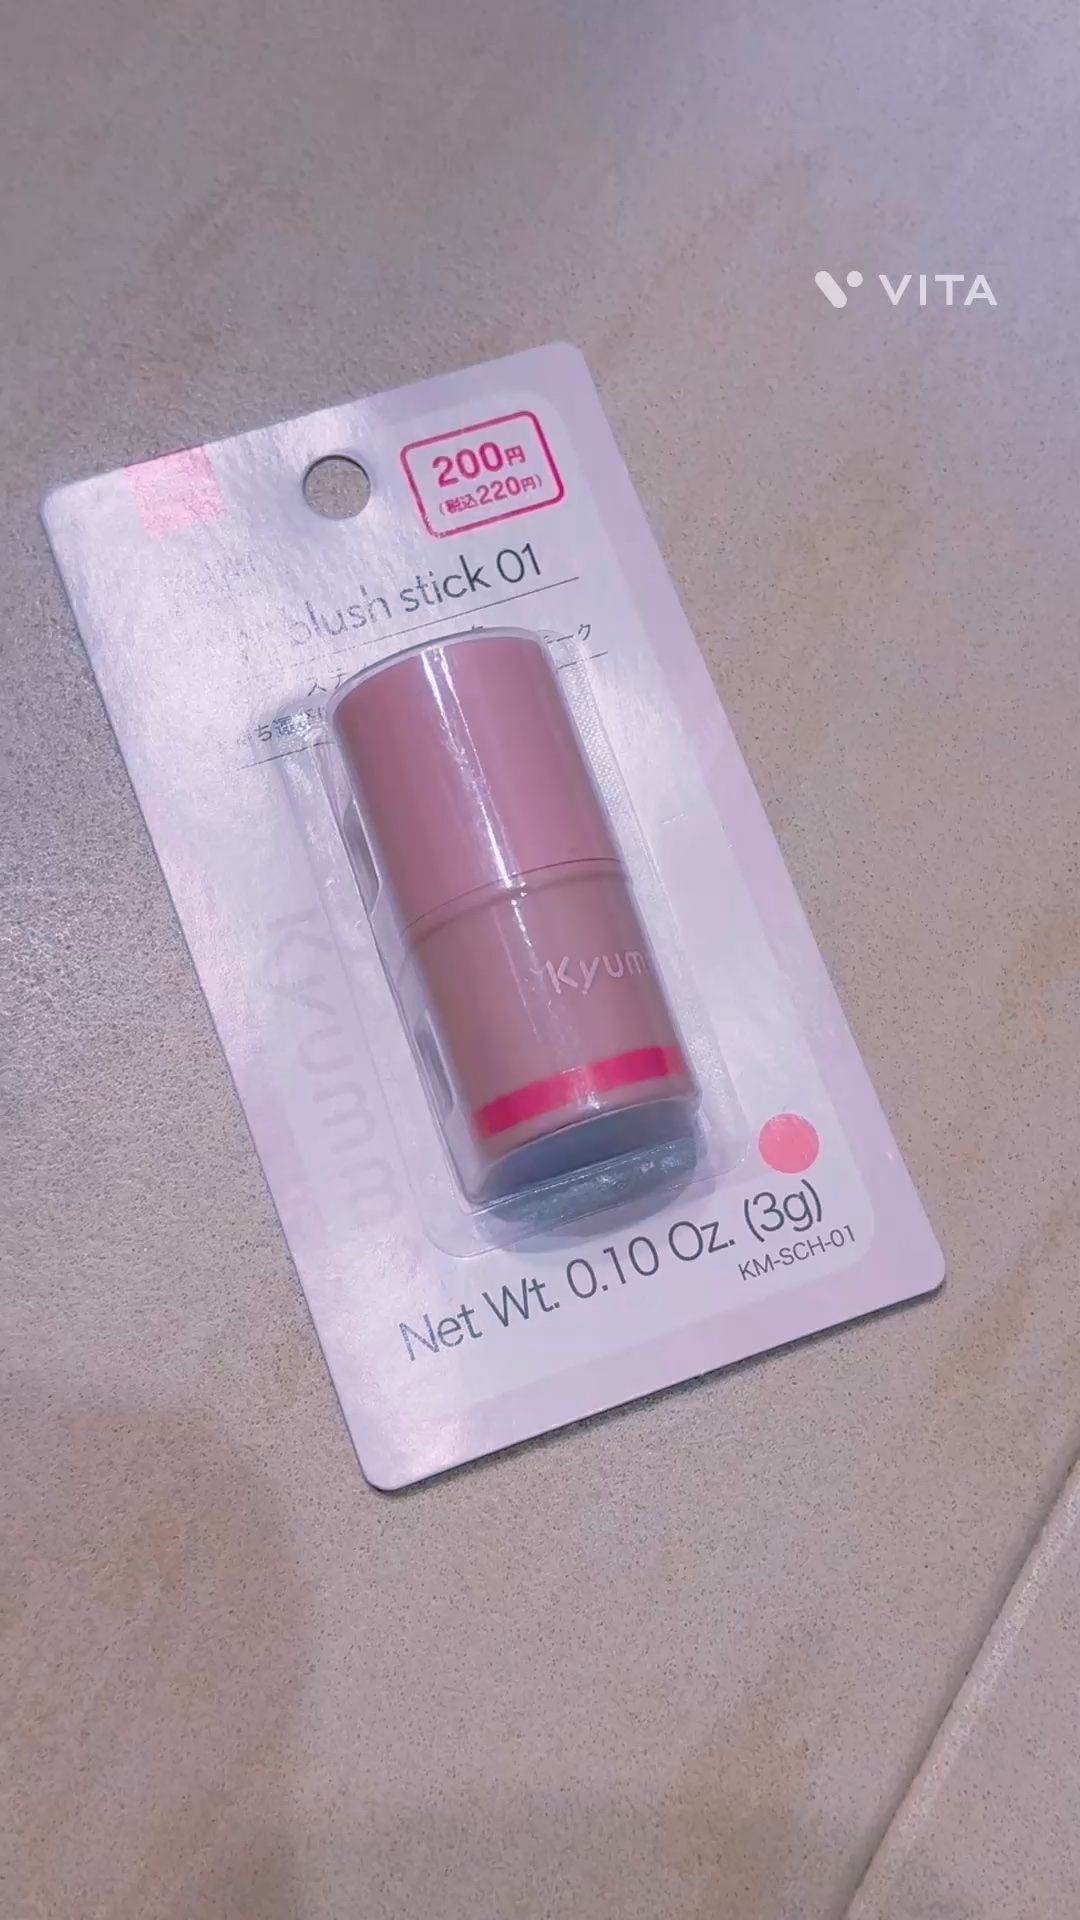 VITA
200円
(税込220円)
blush stick 01
Kyum
Net Wt. 0.10 Oz. (3g)
KM-SCH-01